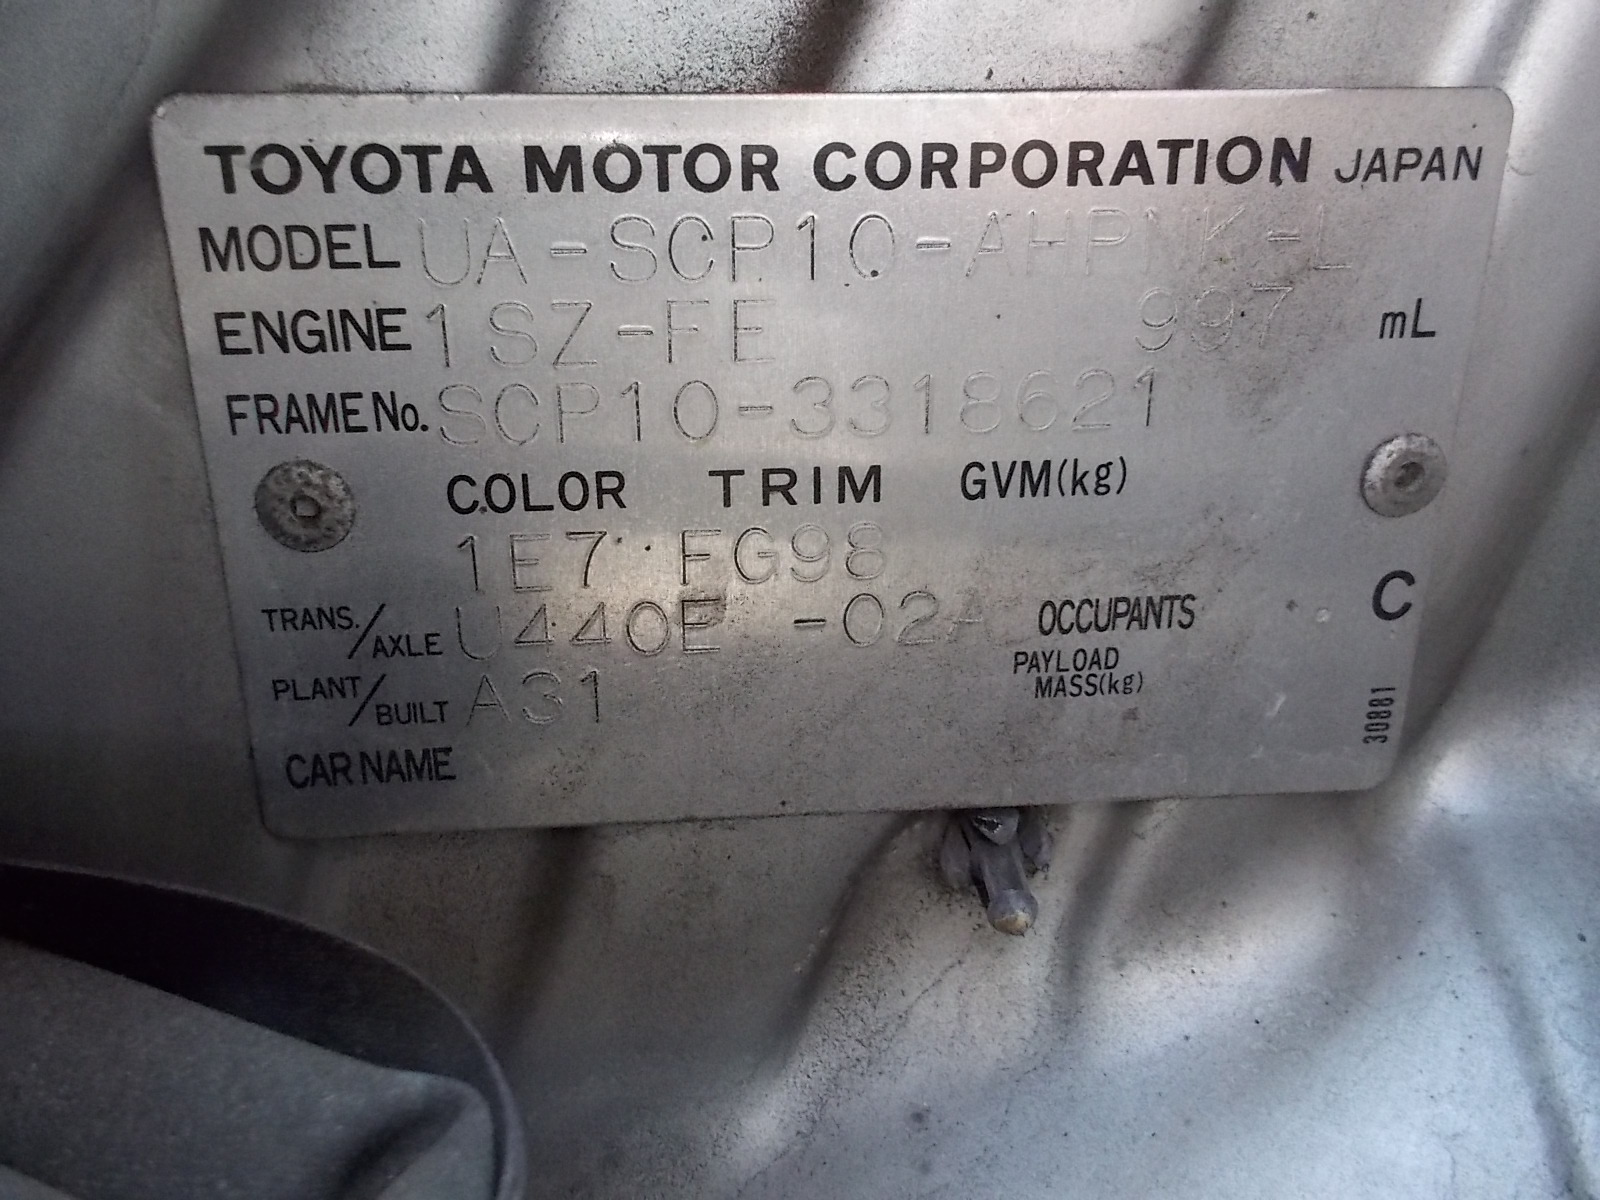 TOYOTA MOTOR CORPORATION JAPAN
MODEL UA-SCP10-AHPNK-L
ENGINE 1SZ-FE 997 mL
FRAME No. SCP10-3318621
COLOR TRIM GVM(kg)
1E7 FG98
TRANS./AXLE U440E -02A OCCUPANTS C
PAYLOAD MASS(kg)
PLANT/BUILT A31
30881
CAR NAME